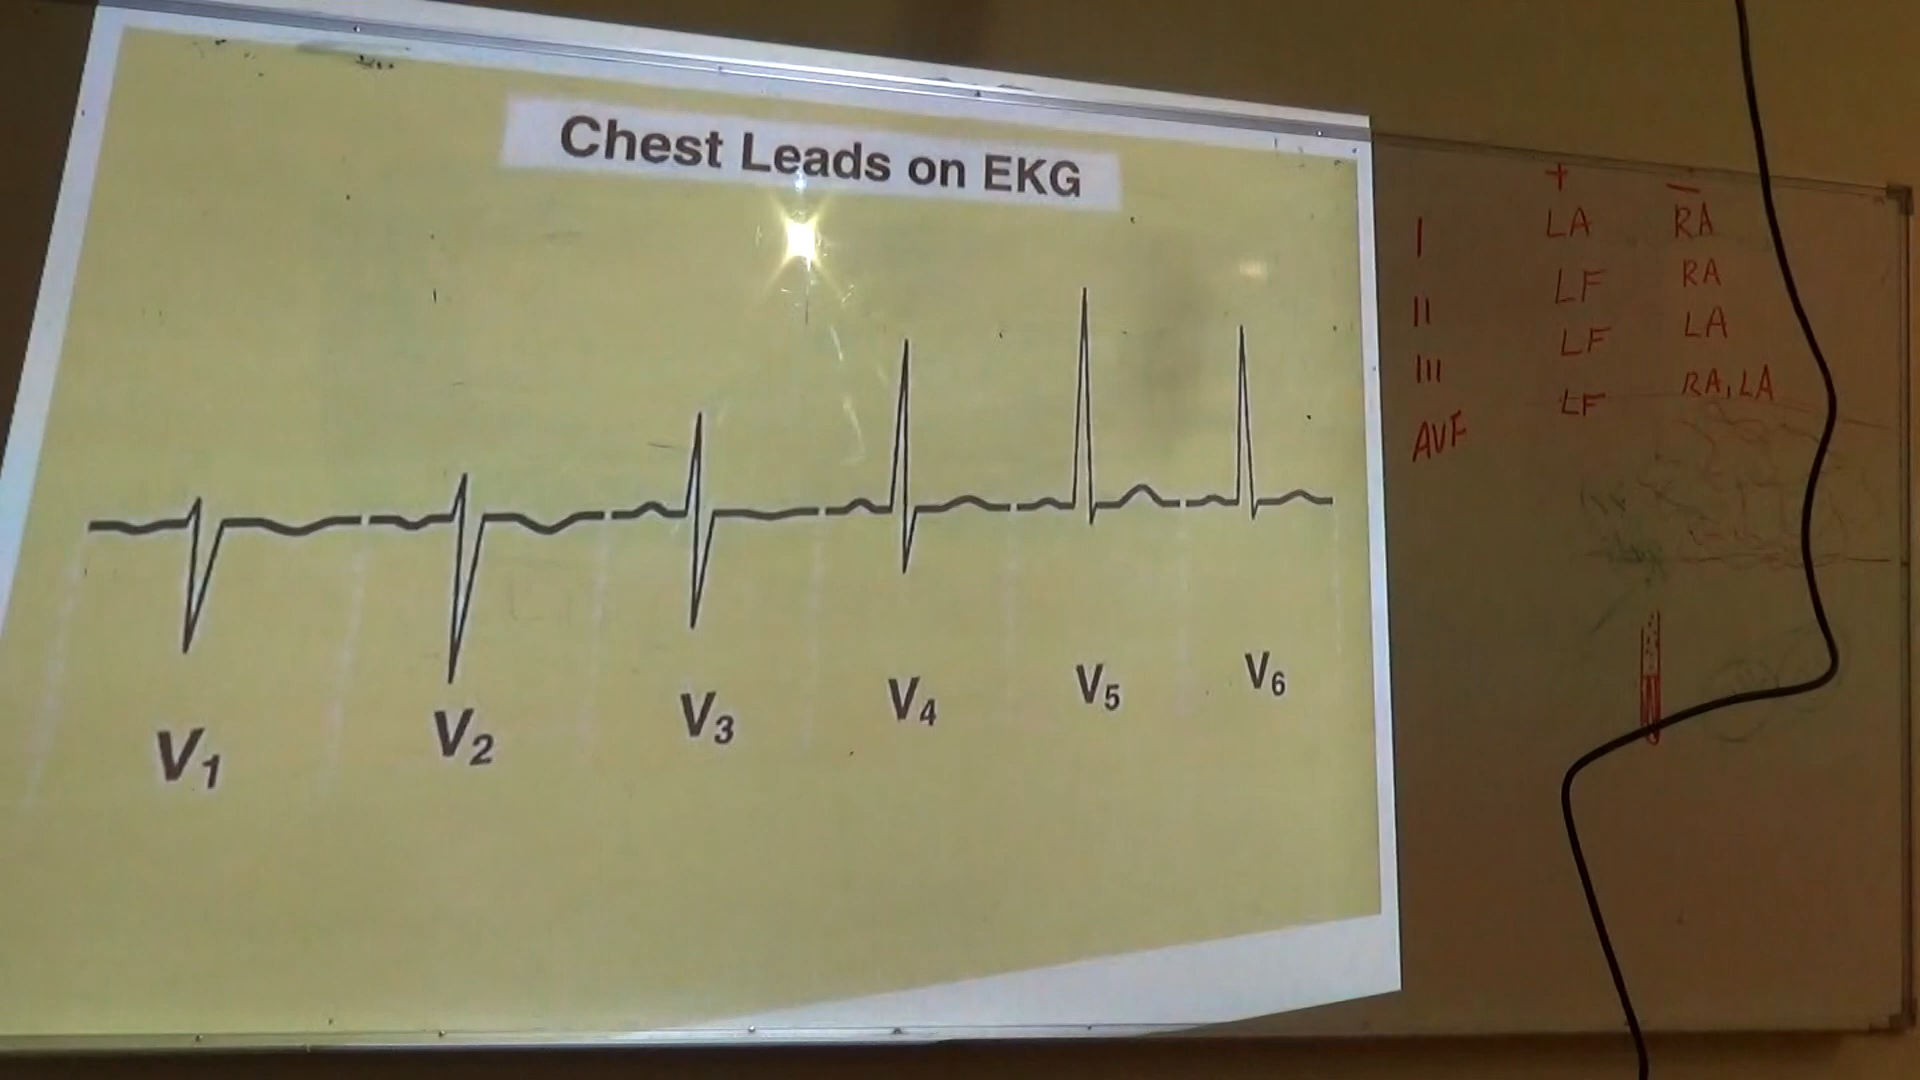 Chest Leads on EKG
V1 V2 V3 V4 V5 V6
+ −
I LA RA
II LF RA
III LF LA
AVF LF RA, LA